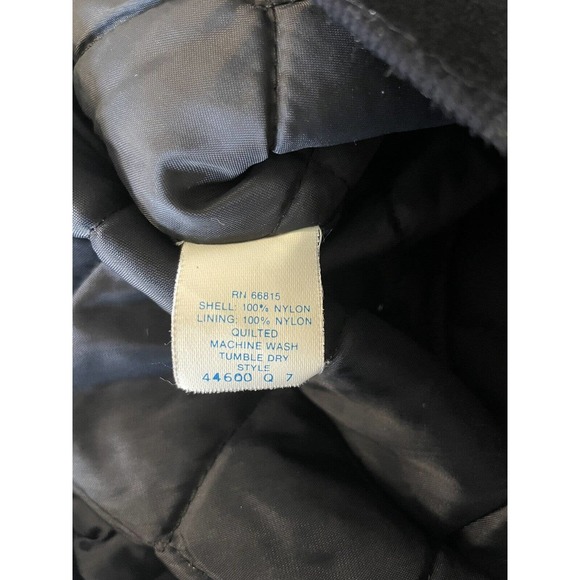 RN 66815
SHELL: 100% NYLON
LINING: 100% NYLON
QUILTED
MACHINE WASH
TUMBLE DRY
STYLE
44600 Q 7